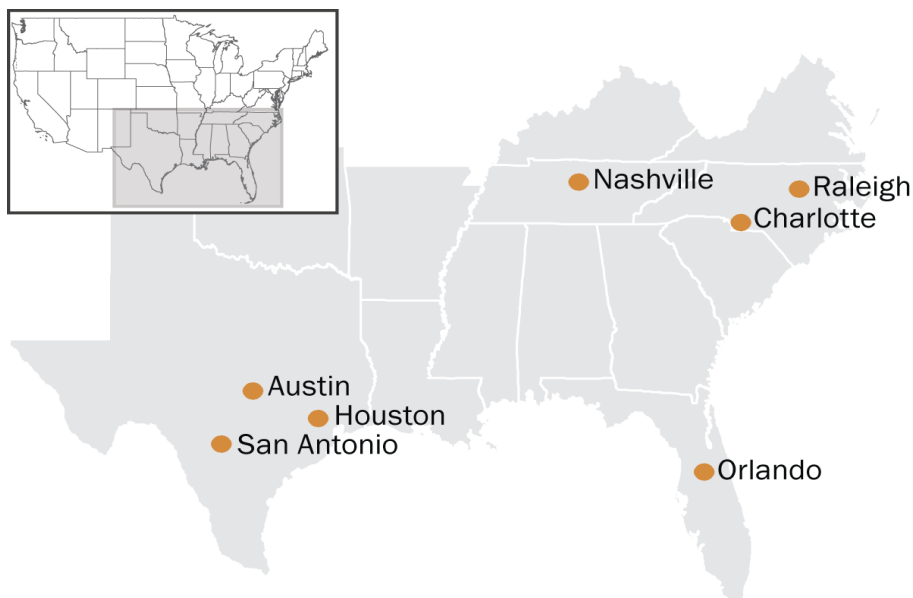 Nashville
Raleigh
Charlotte
Austin
Houston
San Antonio
Orlando